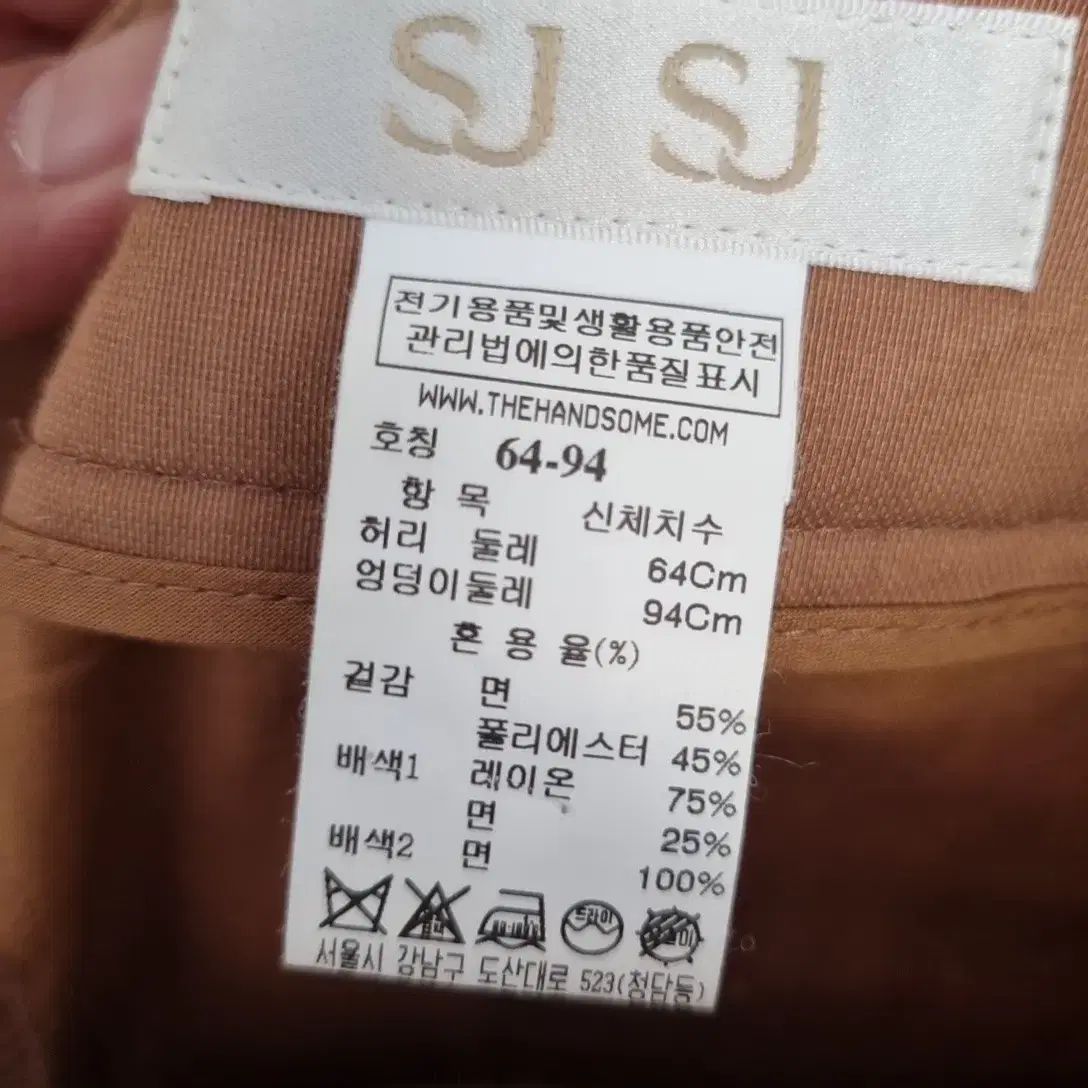 SJ SJ
전기용품및생활용품안전
관리법에의한품질표시
WWW.THEHANDSOME.COM
호칭 64-94
항 목 신체치수
허리 둘레 64Cm
엉덩이둘레 94Cm
혼 용 율(%)
겉감 면 55%
폴리에스터 45%
배색1 레이온 75%
면 25%
배색2 면 100%
드라이
서울시 강남구 도산대로 523(청담동)